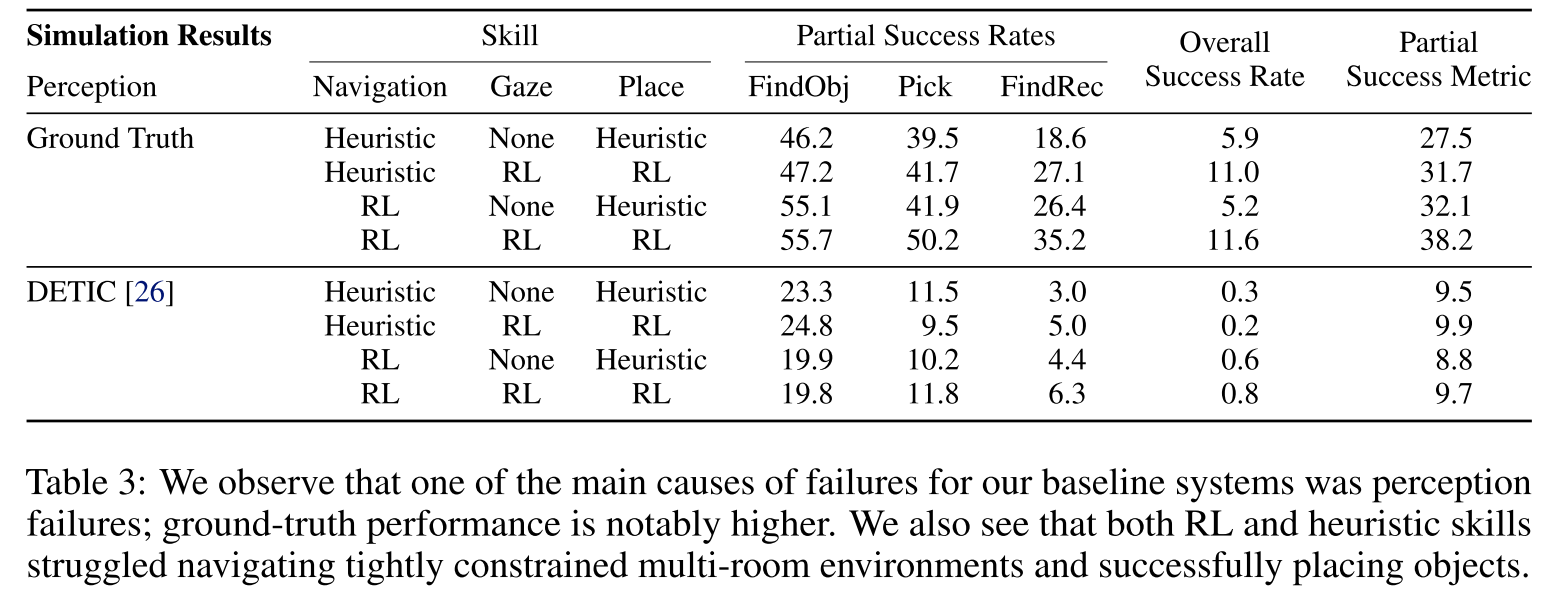 Simulation Results Skill Partial Success Rates Overall Success Rate Partial Success Metric
Perception Navigation Gaze Place FindObj Pick FindRec
Ground Truth Heuristic None Heuristic 46.2 39.5 18.6 5.9 27.5
Heuristic RL RL 47.2 41.7 27.1 11.0 31.7
RL None Heuristic 55.1 41.9 26.4 5.2 32.1
RL RL RL 55.7 50.2 35.2 11.6 38.2
DETIC [26] Heuristic None Heuristic 23.3 11.5 3.0 0.3 9.5
Heuristic RL RL 24.8 9.5 5.0 0.2 9.9
RL None Heuristic 19.9 10.2 4.4 0.6 8.8
RL RL RL 19.8 11.8 6.3 0.8 9.7
Table 3: We observe that one of the main causes of failures for our baseline systems was perception
failures; ground-truth performance is notably higher. We also see that both RL and heuristic skills
struggled navigating tightly constrained multi-room environments and successfully placing objects.